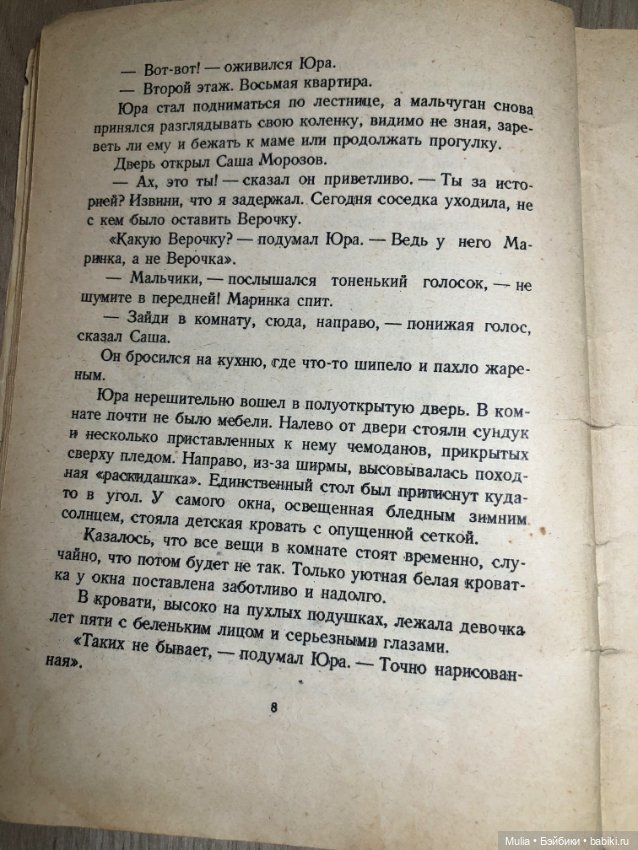 — Вот-вот! — оживился Юра.
— Второй этаж. Восьмая квартира.
Юра стал подниматься по лестнице, а мальчуган снова
принялся разглядывать свою коленку, видимо не зная, зареветь
реветь ли ему и бежать к маме или продолжать прогулку.
Дверь открыл Саша Морозов.
— Ах, это ты! — сказал он приветливо. — Ты за исто-
рией? Извини, что я задержал. Сегодня соседка уходила, не
с кем было оставить Верочку.
«Какую Верочку? — подумал Юра. — Ведь у него Ма-
ринка, а не Верочка».
— Мальчики, — послышался тоненький голосок, — не
шумите в передней! Маринка спит.
— Зайди в комнату, сюда, направо, — понижая голос,
сказал Саша.
Он бросился на кухню, где что-то шипело и пахло жаре-
ным.
Юра нерешительно вошел в полуоткрытую дверь. В ком-
нате почти не было мебели. Налево от двери стояли сундук
и несколько приставленных к нему чемоданов, прикрытых
сверху пледом. Направо, из-за ширмы, высовывалась поход-
ная «раскидашка». Единственный стол был притиснут куда-
то в угол. У самого окна, освещенная бледным зимним
солнцем, стояла детская кровать с опущенной сеткой.
Казалось, что все вещи в комнате стоят временно, слу-
чайно, что потом будет не так. Только уютная белая кроват-
ка у окна поставлена заботливо и надолго.
В кровати, высоко на пухлых подушках, лежала девочка
лет пяти с беленьким лицом и серьезными глазами.
«Таких не бывает, — подумал Юра. — Точно нарисован-
ная».
8
Mulia • Бэйбики • babiki.ru